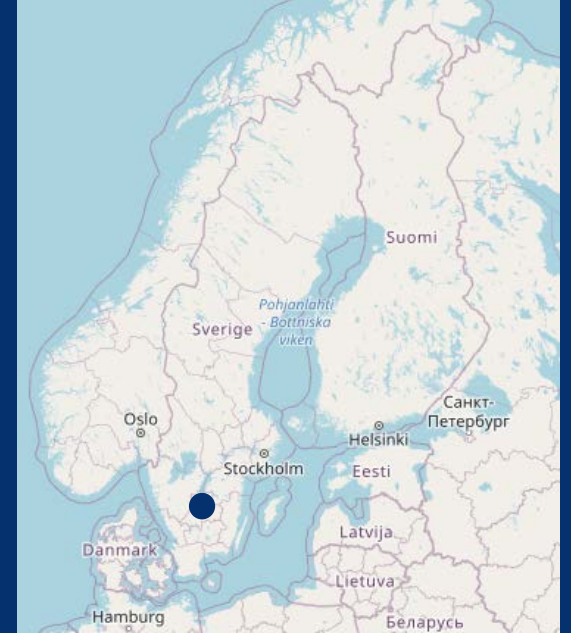 Suomi
Pohjanlahti
- Bottniska
viken
Sverige
Oslo
Санкт-
Петербург
Helsinki
Stockholm
Eesti
Latvija
Danmark
Lietuva
Hamburg
Беларусь